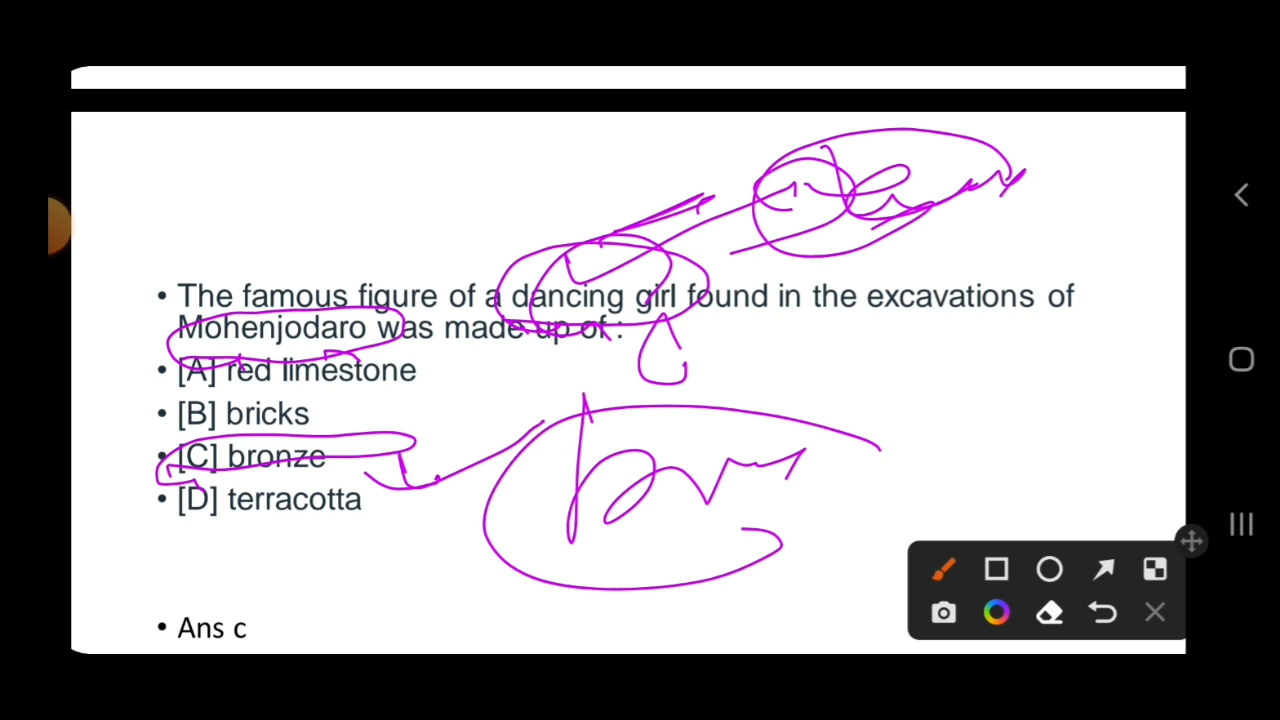 • The famous figure of a dancing girl found in the excavations of
Mohenjodaro was made up of :
• [A] red limestone
• [B] bricks
• [C] bronze
• [D] terracotta
• Ans c